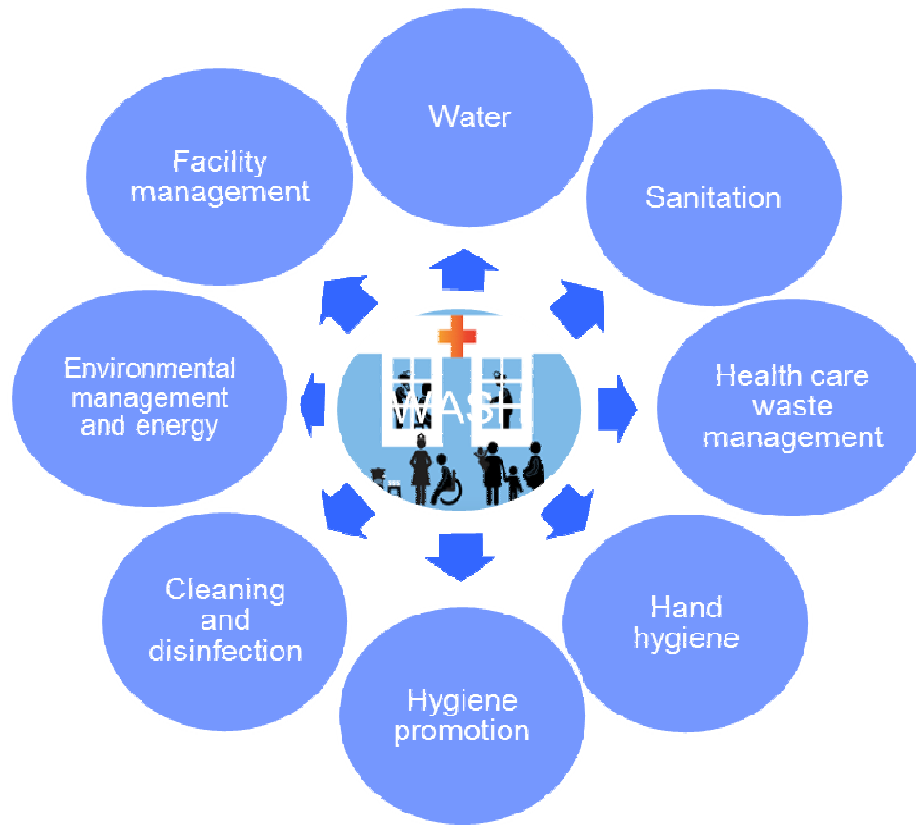 Water
Sanitation
Health care
waste
management
Hand
hygiene
Hygiene
promotion
Cleaning
and
disinfection
Environmental
management
and energy
Facility
management
WASH